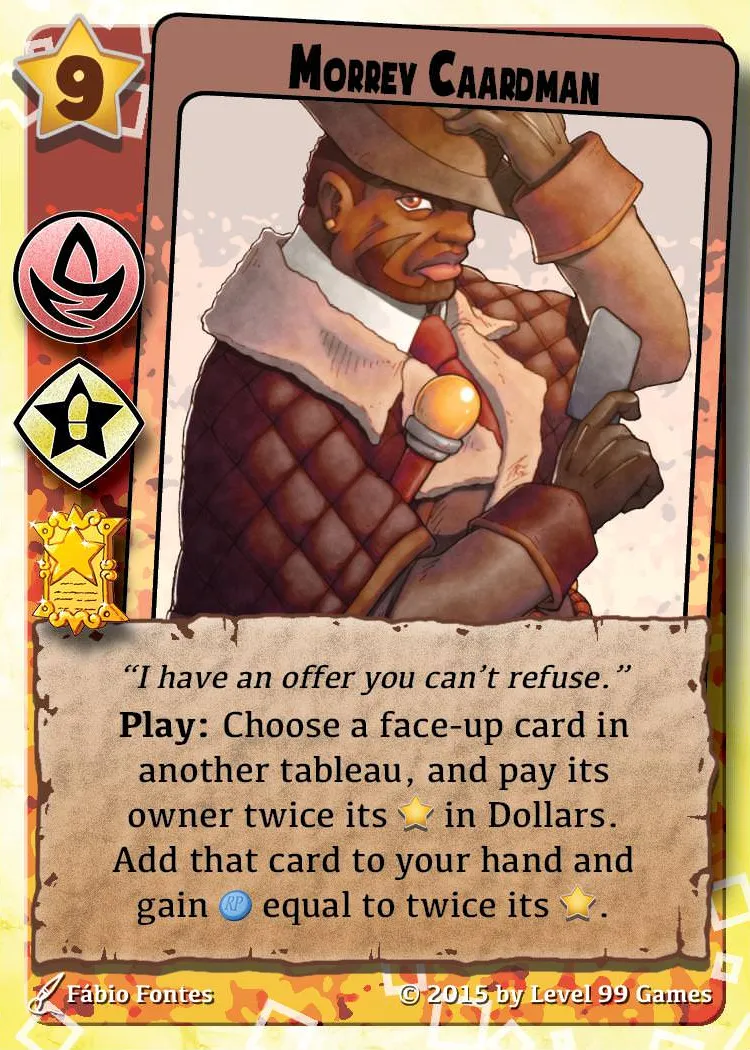 9
MORREY CAARDMAN
“I have an offer you can’t refuse.”
Play: Choose a face-up card in
another tableau, and pay its
owner twice its in Dollars.
Add that card to your hand and
gain RP equal to twice its .
Fábio Fontes
© 2015 by Level 99 Games